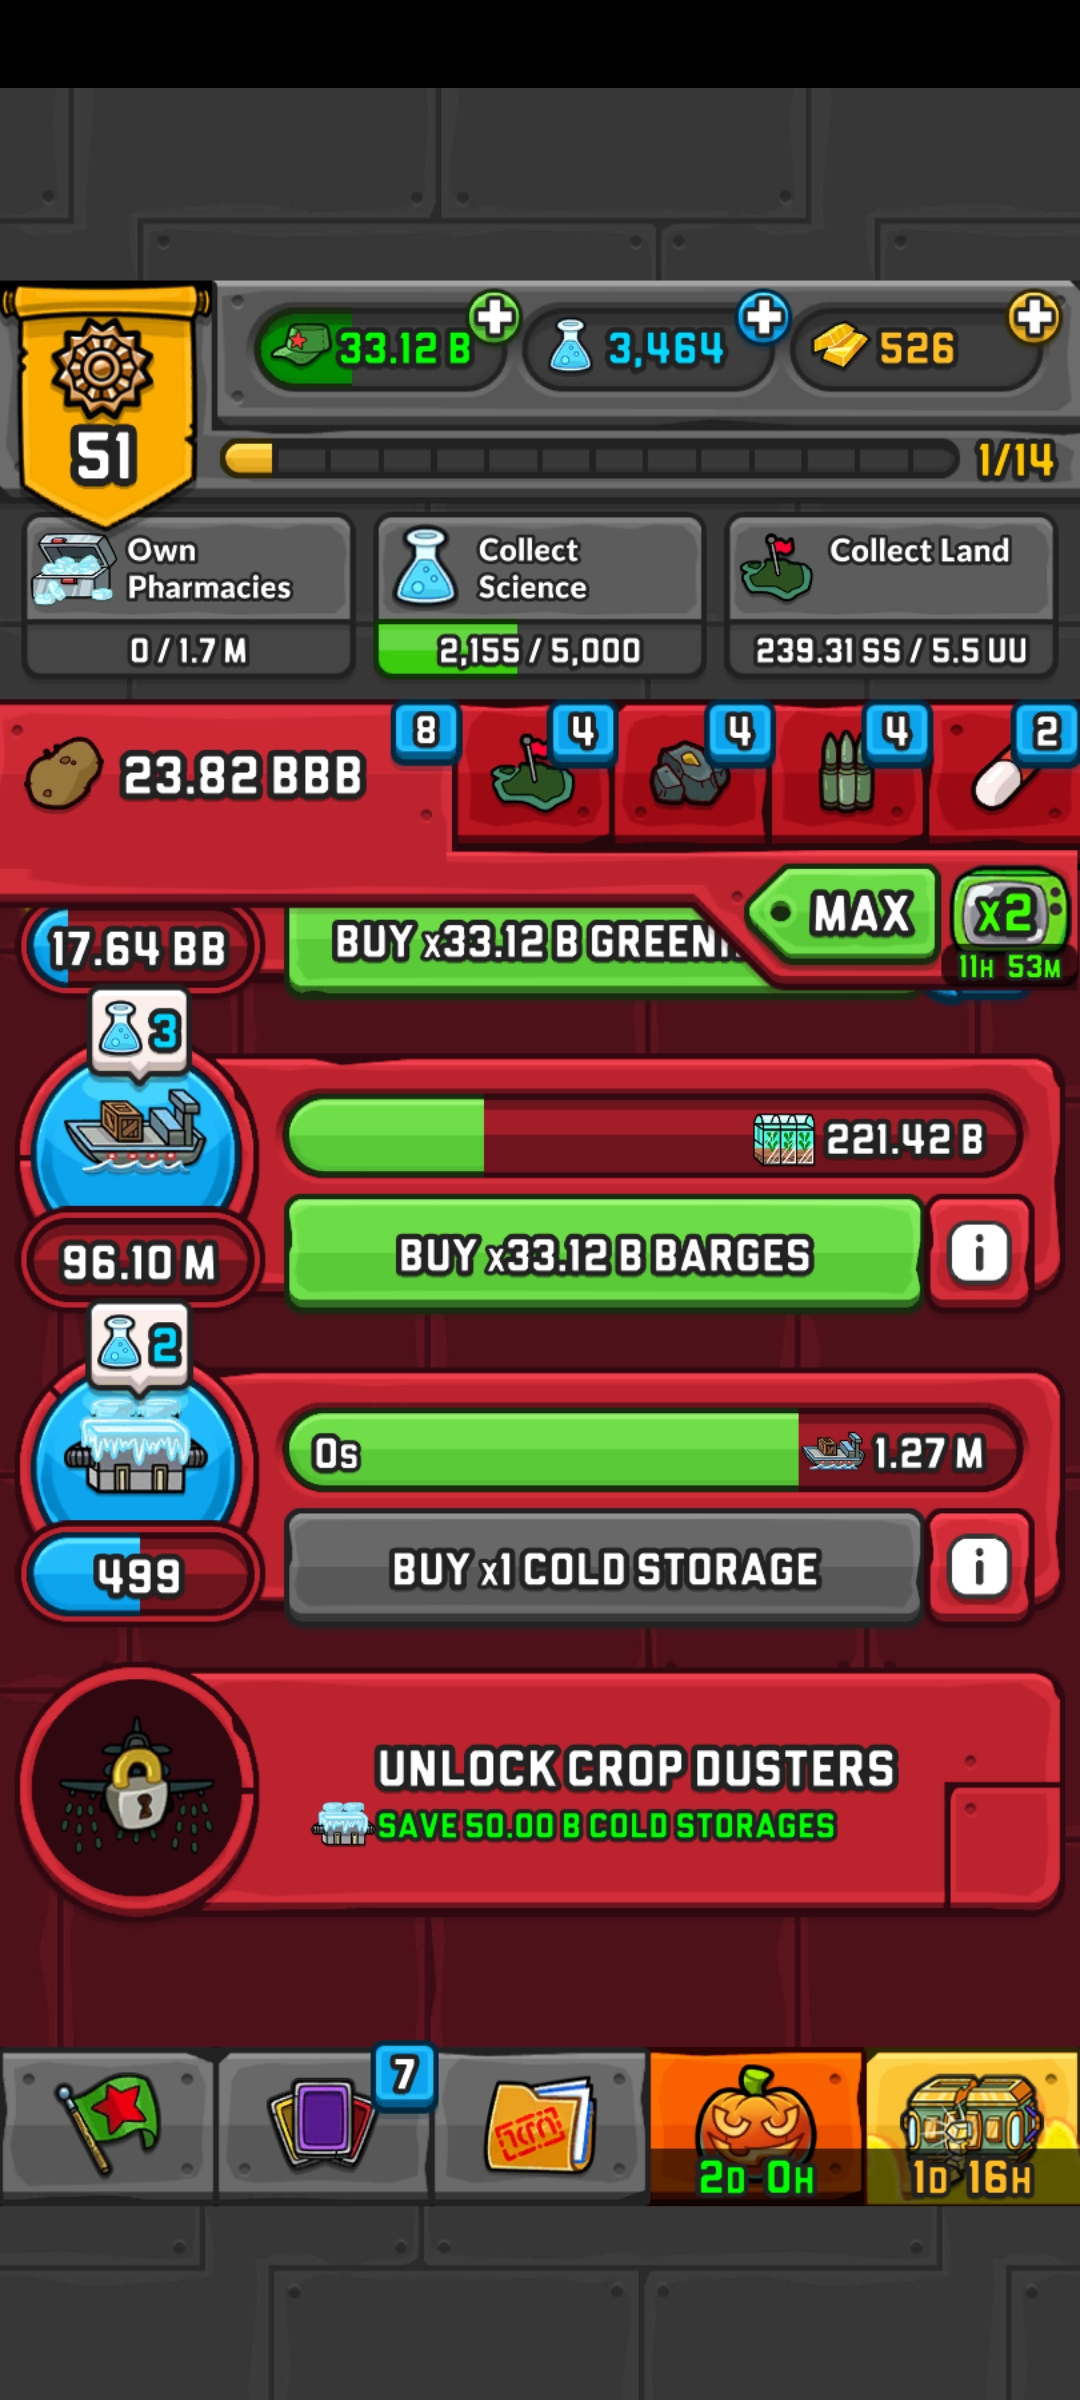 33.12 B
3,464
526
51
1/14
Own
Pharmacies
0 / 1.7 M
Collect
Science
2,155 / 5,000
Collect Land
239.31 SS / 5.5 UU
23.82 BBB
8
4
4
4
2
MAX
x2
11H 53M
17.64 BB
BUY x33.12 B
3
221.42 B
96.10 M
BUY x33.12 B BARGES
2
0s
1.27 M
499
BUY x1 COLD STORAGE
UNLOCK CROP DUSTERS
SAVE 50.00 B COLD STORAGES
7
2D 0H
1D 16H